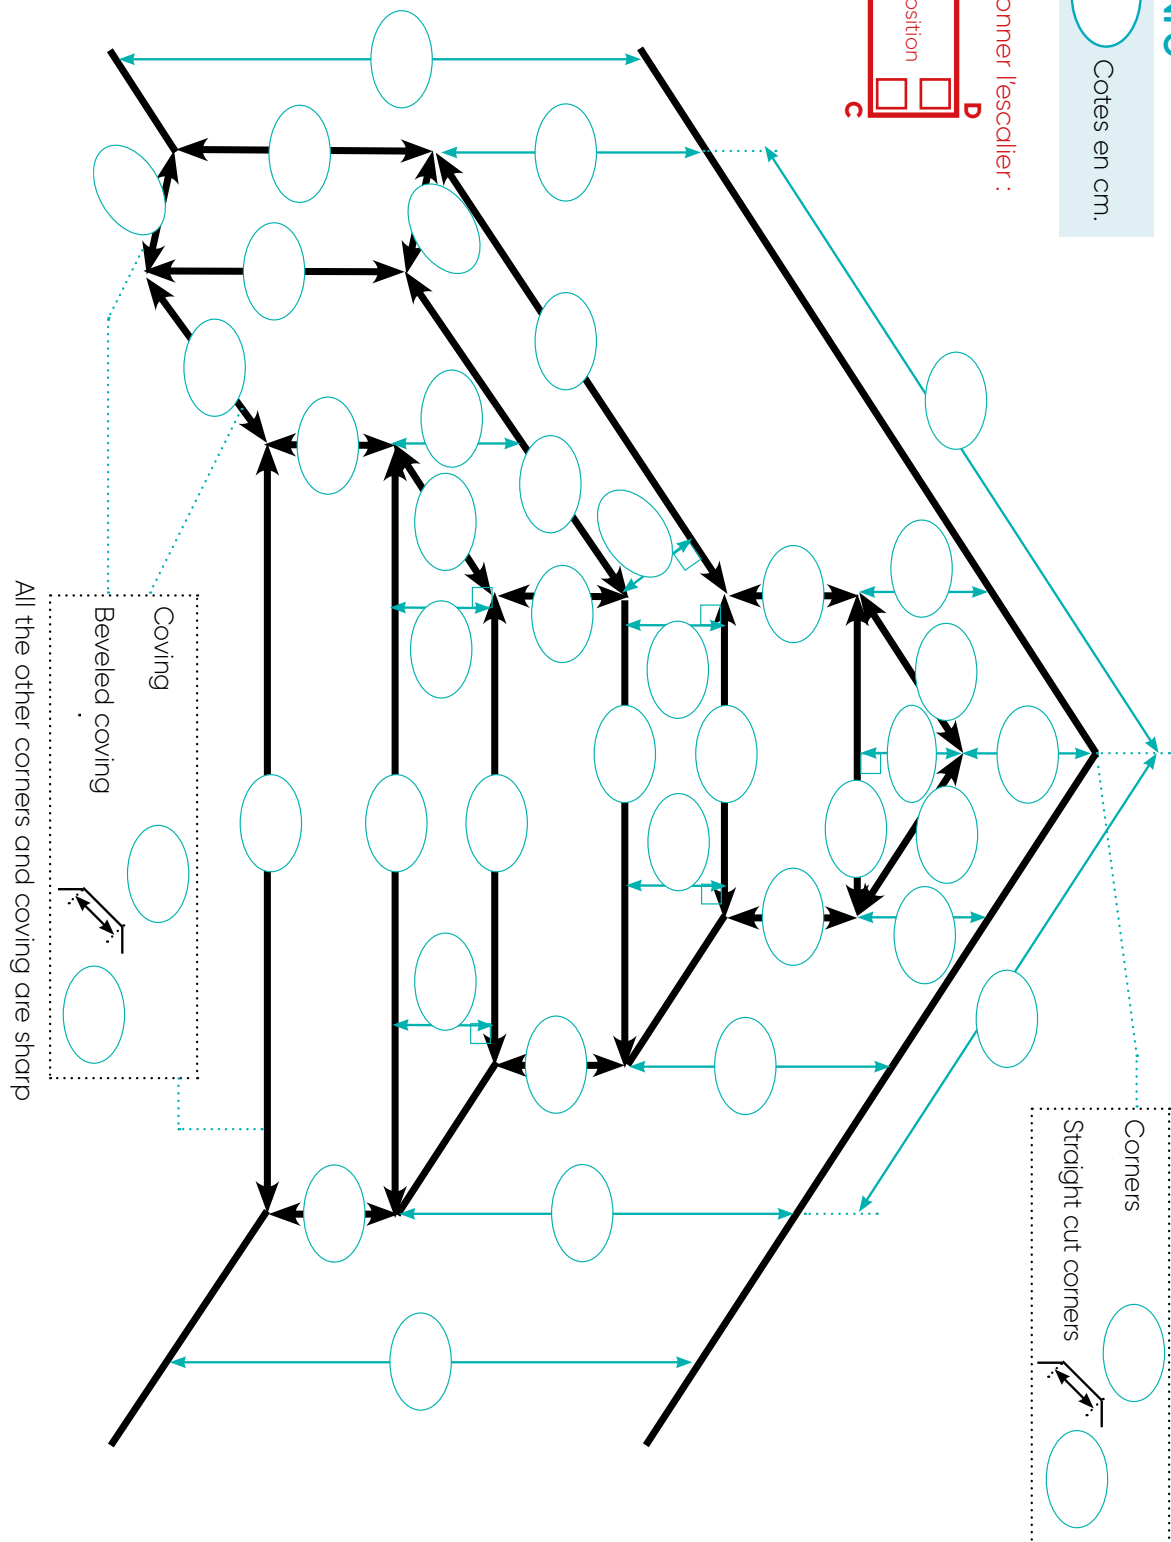 Cotes en cm.
onner l'escalier :
osition
D
C
Corners
Straight cut corners
Coving
Beveled coving
All the other corners and coving are sharp